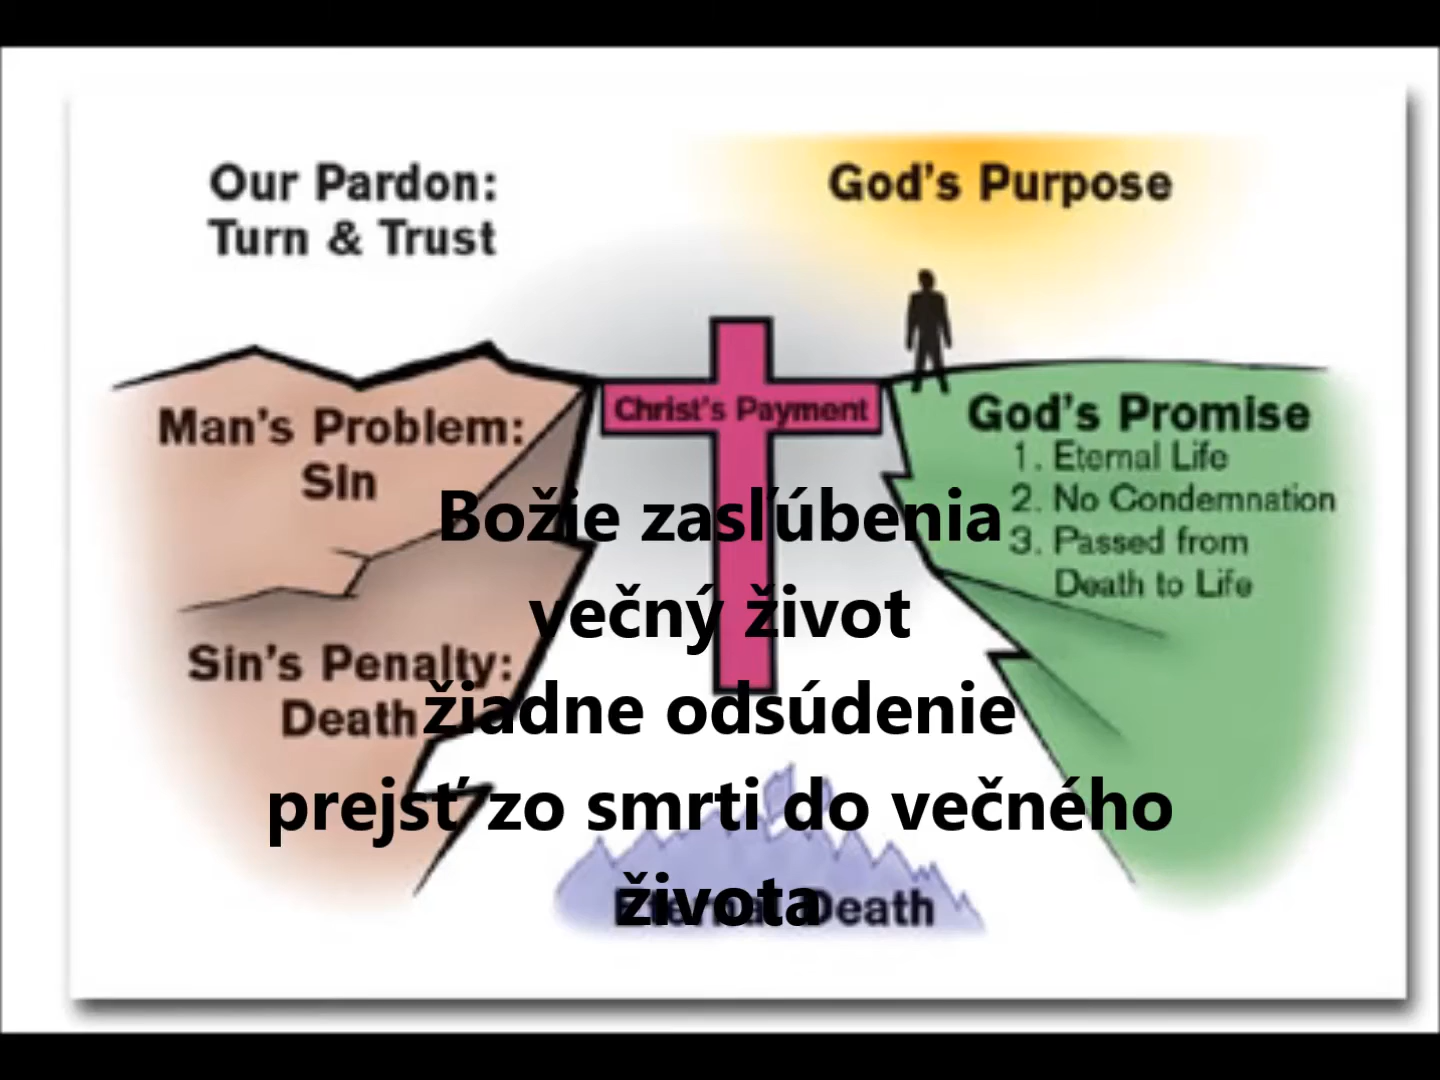 Our Pardon:
Turn & Trust
God's Purpose
Man's Problem:
Sin
Christ's Payment
God's Promise
1. Eternal Life
2. No Condemnation
3. Passed from
Death to Life
Sin's Penalty:
Death
Božie zasľúbenia
večný život
žiadne odsúdenie
prejsť zo smrti do večného
života
Eternal Death